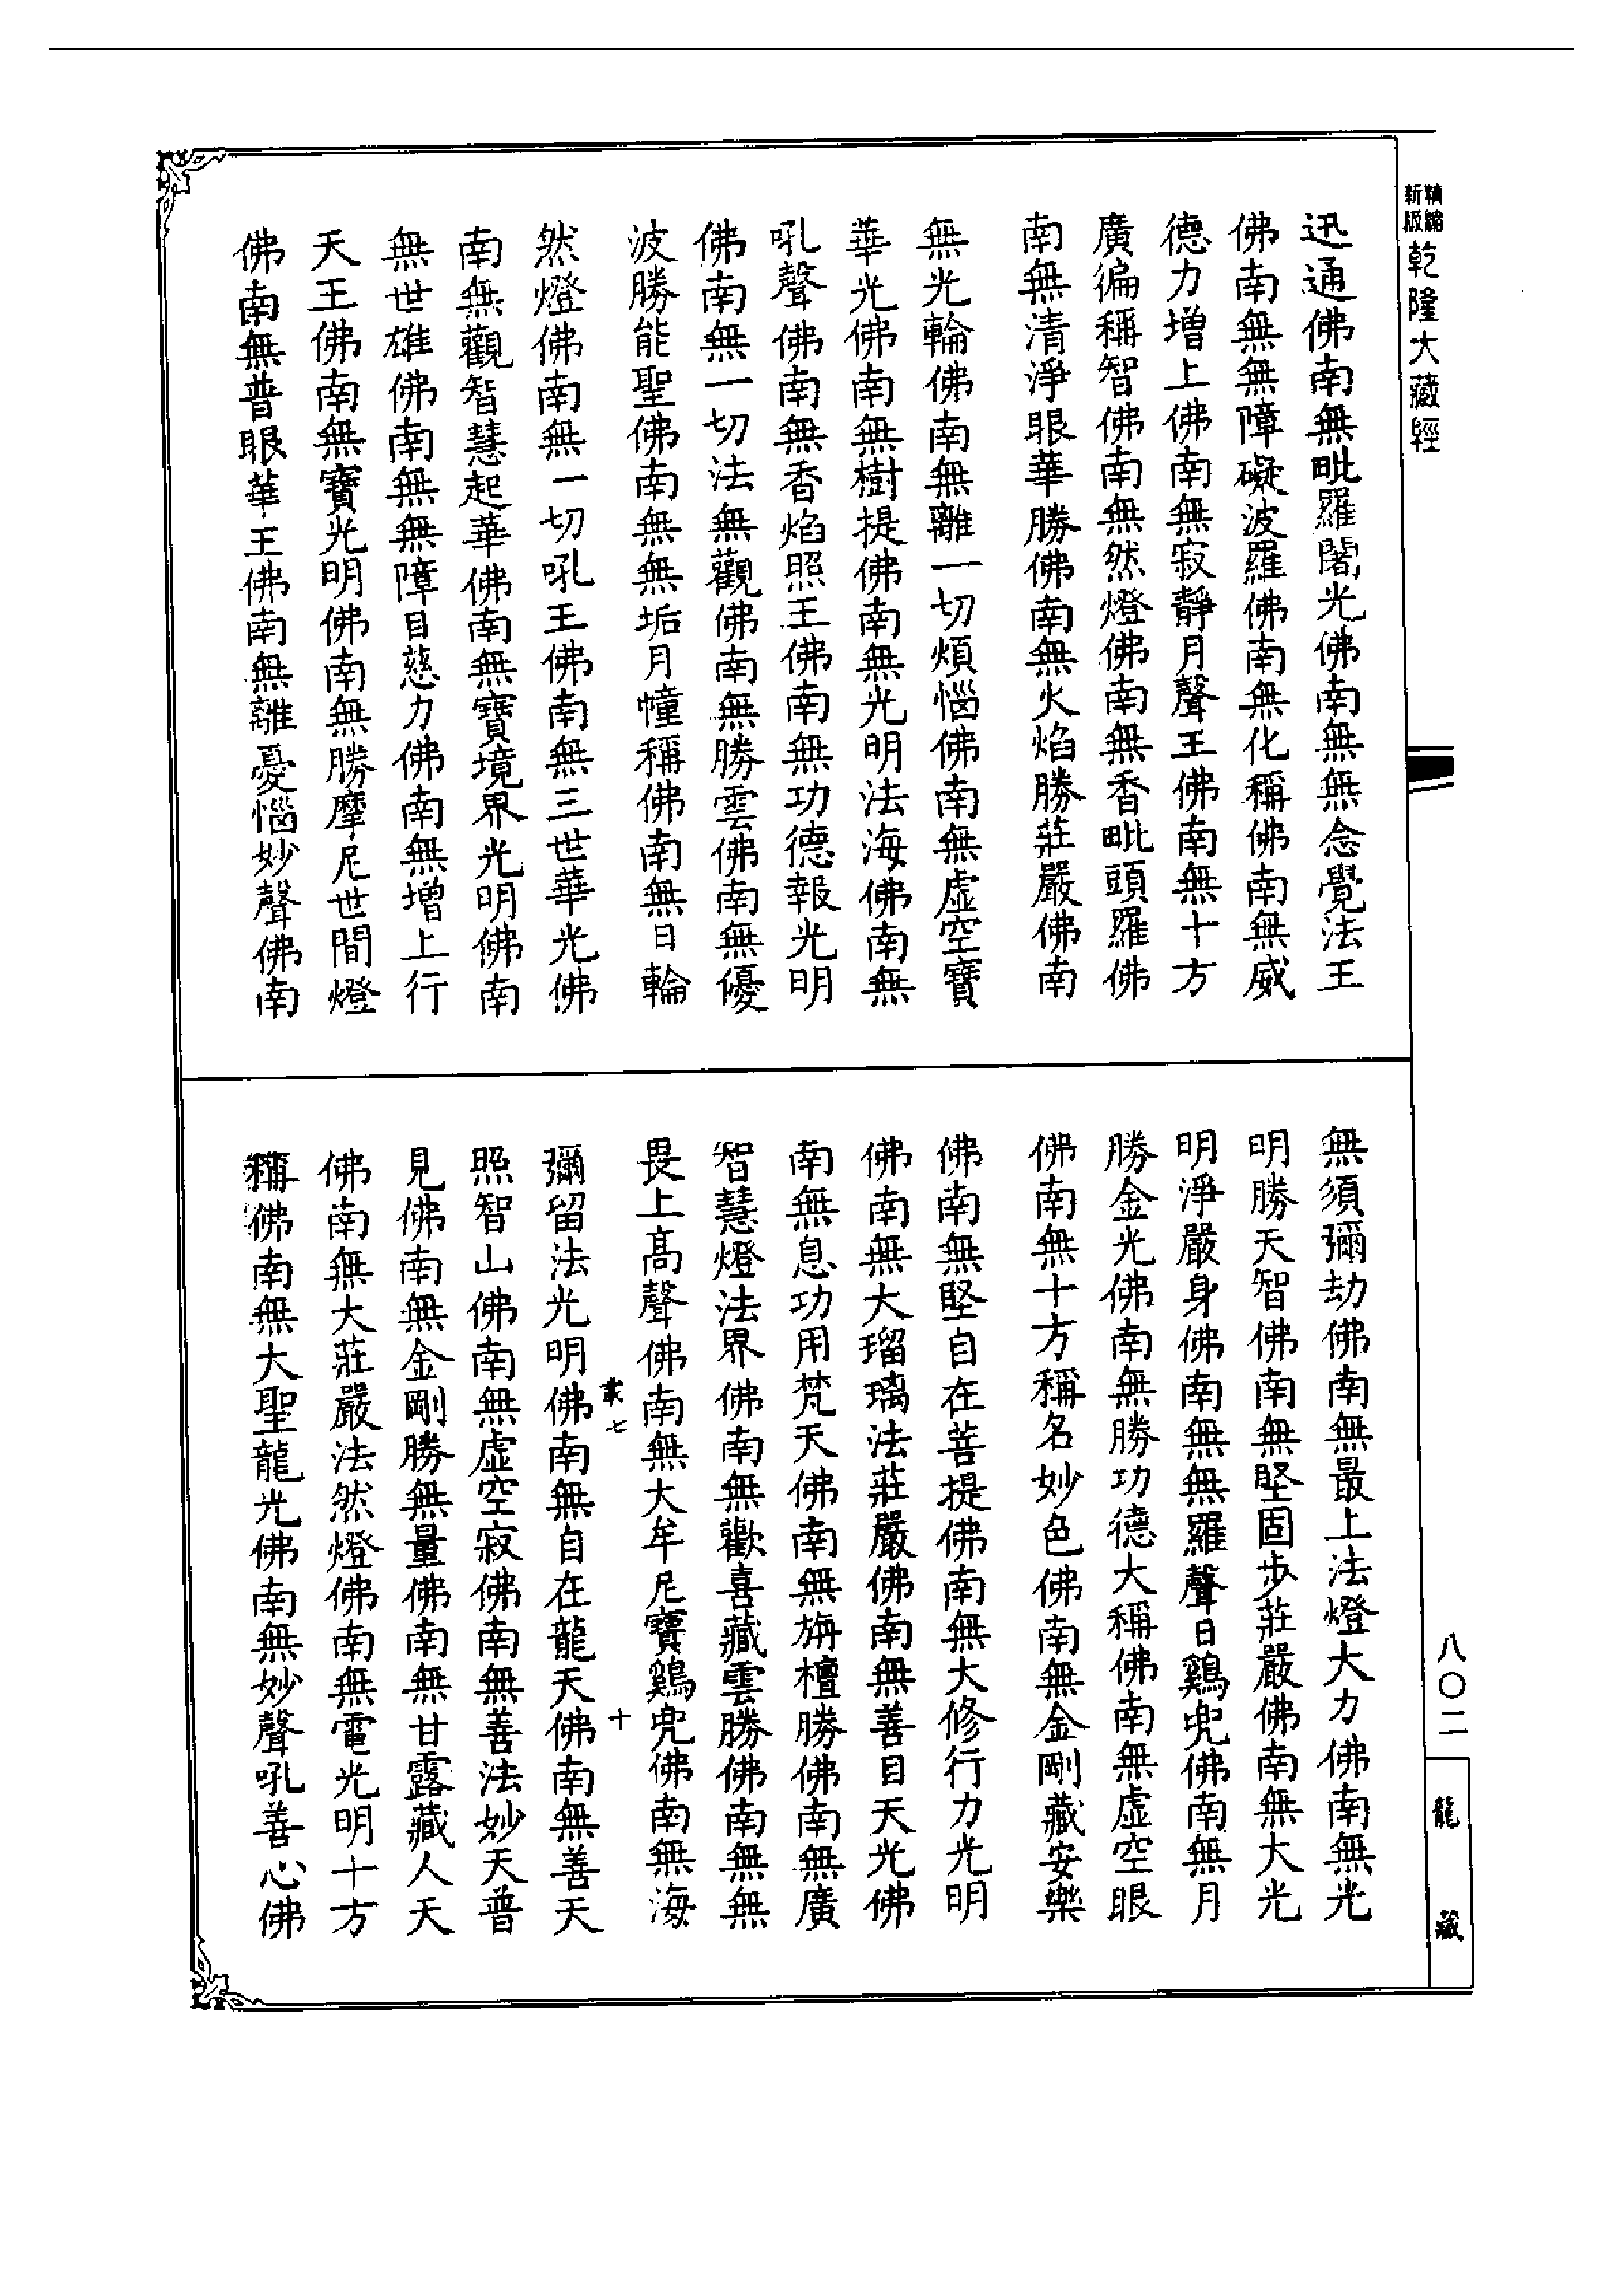 精縮新版乾隆大藏經
迅通佛南無毗羅闍光佛南無無念覺法王
佛南無無障礙波羅佛南無化稱佛南無威
德力增上佛南無寂靜月聲王佛南無十方
廣徧稱智佛南無然燈佛南無香毗頭羅佛
南無清淨眼華勝佛南無火焰勝莊嚴佛南
無光輪佛南無離一切煩惱佛南無虛空寶
華光佛南無樹提佛南無光明法海佛南無
吼聲佛南無香焰照王佛南無功德報光明
佛南無一切法無觀佛南無勝雲佛南無優
波勝能聖佛南無無垢月幢稱佛南無日輪
然燈佛南無一切吼王佛南無三世華光佛
南無觀智慧起華佛南無寶境界光明佛南
無世雄佛南無無障目慈力佛南無增上行
天王佛南無寶光明佛南無勝摩尼世間燈
佛南無普眼華王佛南無離憂惱妙聲佛南
無須彌劫佛南無最上法燈大力佛南無光
明勝天智佛南無堅固步莊嚴佛南無大光
明淨嚴身佛南無無羅聲日鷄兜佛南無月
勝金光佛南無勝功德大稱佛南無虛空眼
佛南無十方稱名妙色佛南無金剛藏安樂
佛南無堅自在菩提佛南無大修行力光明
佛南無大瑠璃法莊嚴佛南無善目天光佛
南無息功用梵天佛南無旃檀勝佛南無廣
智慧燈法界佛南無歡喜藏雲勝佛南無無
畏上高聲佛南無大牟尼寶鷄兜佛南無海
叢七 十
彌留法光明佛南無自在龍天佛南無善天
照智山佛南無虛空寂佛南無善法妙天普
見佛南無金剛勝無量佛南無甘露藏人天
佛南無大莊嚴法然燈佛南無電光明十方
稱佛南無大聖龍光佛南無妙聲吼善心佛
八〇二
龍藏